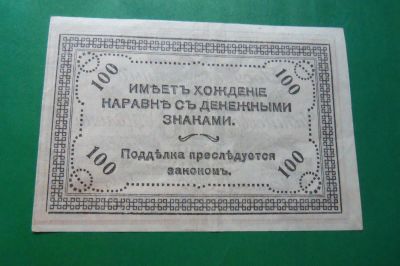 100 100
ИМѢЕТЪ ХОЖДЕНІЕ
НАРАВНѢ СЪ ДЕНЕЖНЫМИ
ЗНАКАМИ.
Поддѣлка преслѣдуется
закономъ.
100 100